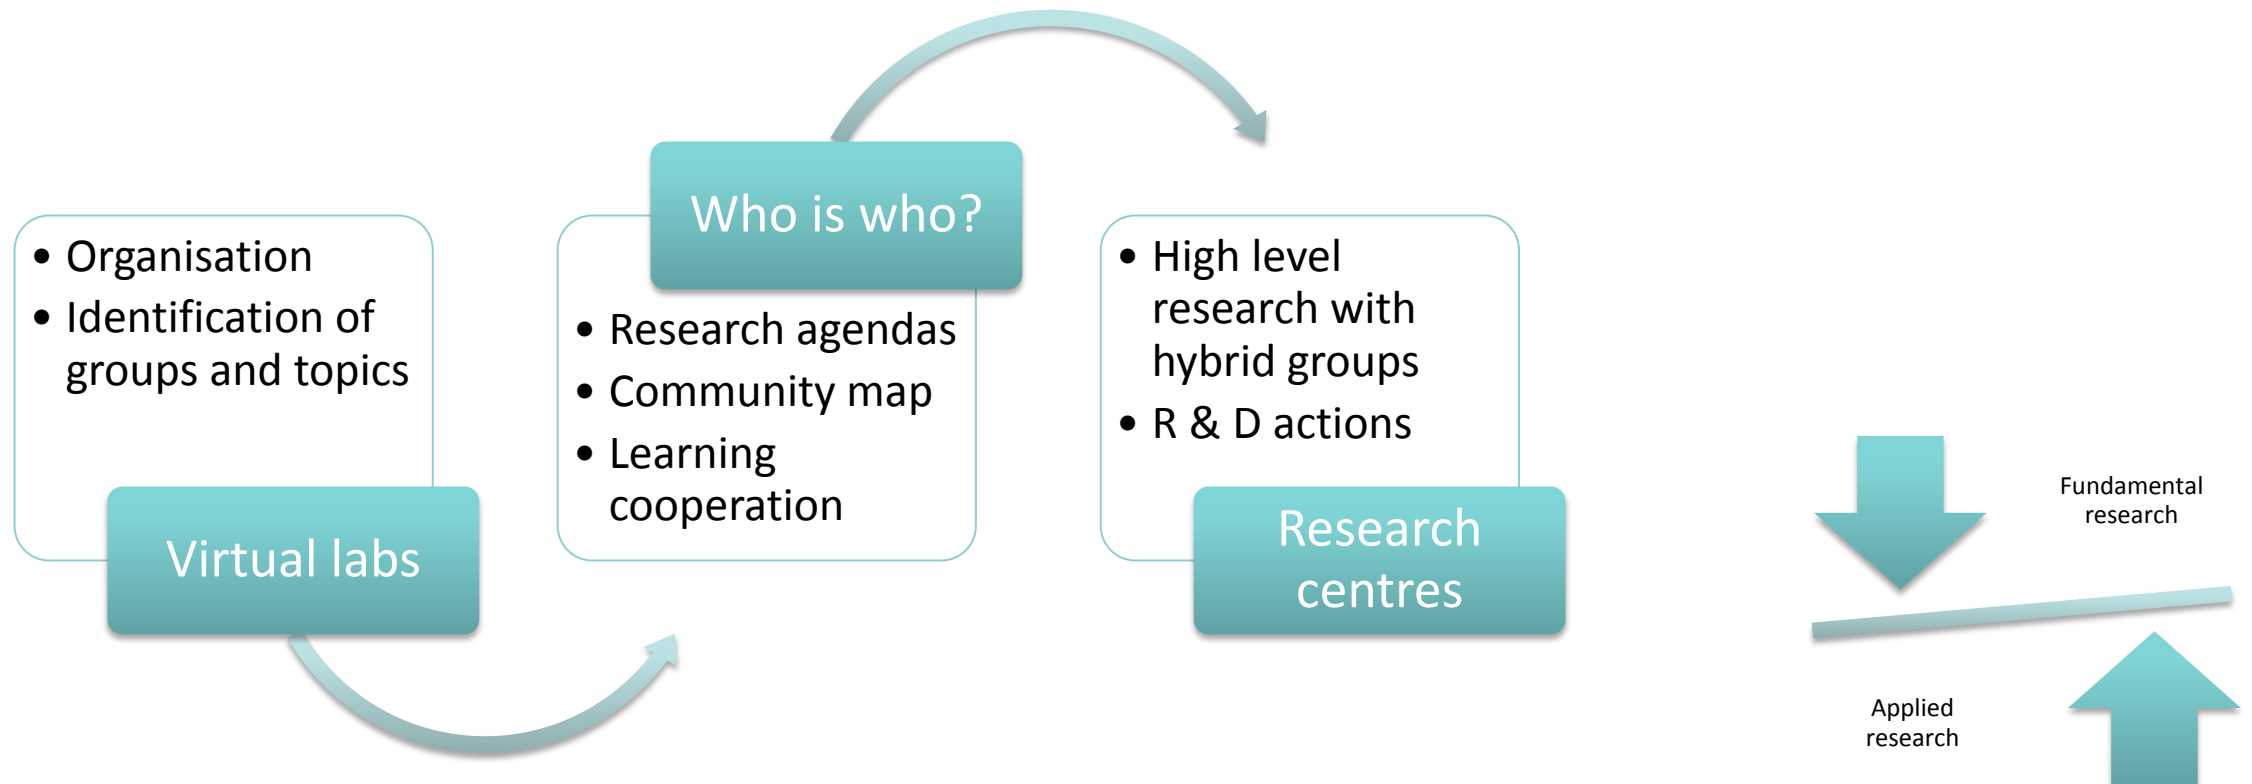 • Organisation
• Identification of
groups and topics
Virtual labs
Who is who?
• Research agendas
• Community map
• Learning
cooperation
• High level
research with
hybrid groups
• R & D actions
Research
centres
Fundamental
research
Applied
research